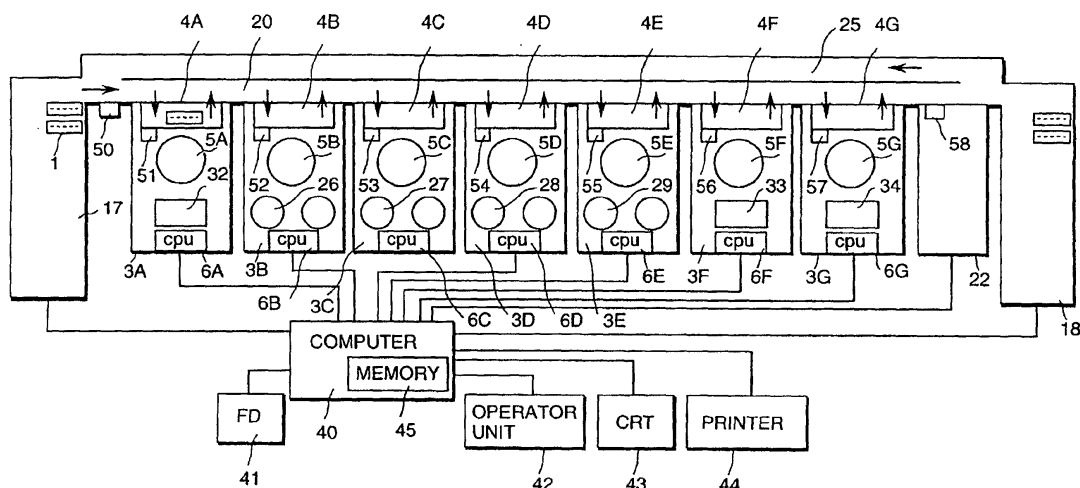 4A 20 4B 4C 4D 4E 4F 25 4G
50 5A 5B 5C 5D 5E 5F 5G 58
1 51 32 52 26 53 27 54 28 55 29 56 33 57 34
17 cpu cpu cpu cpu cpu cpu cpu
3A 6A 3B 6B 3C 6C 3D 6D 3E 6E 3F 6F 3G 6G 22 18
COMPUTER
MEMORY
FD 40 45 OPERATOR
UNIT CRT PRINTER
41 42 43 44